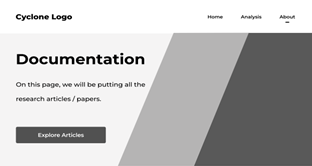 Cyclone Logo
Home Analysis About
Documentation
On this page, we will be putting all the
research articles / papers.
Explore Articles